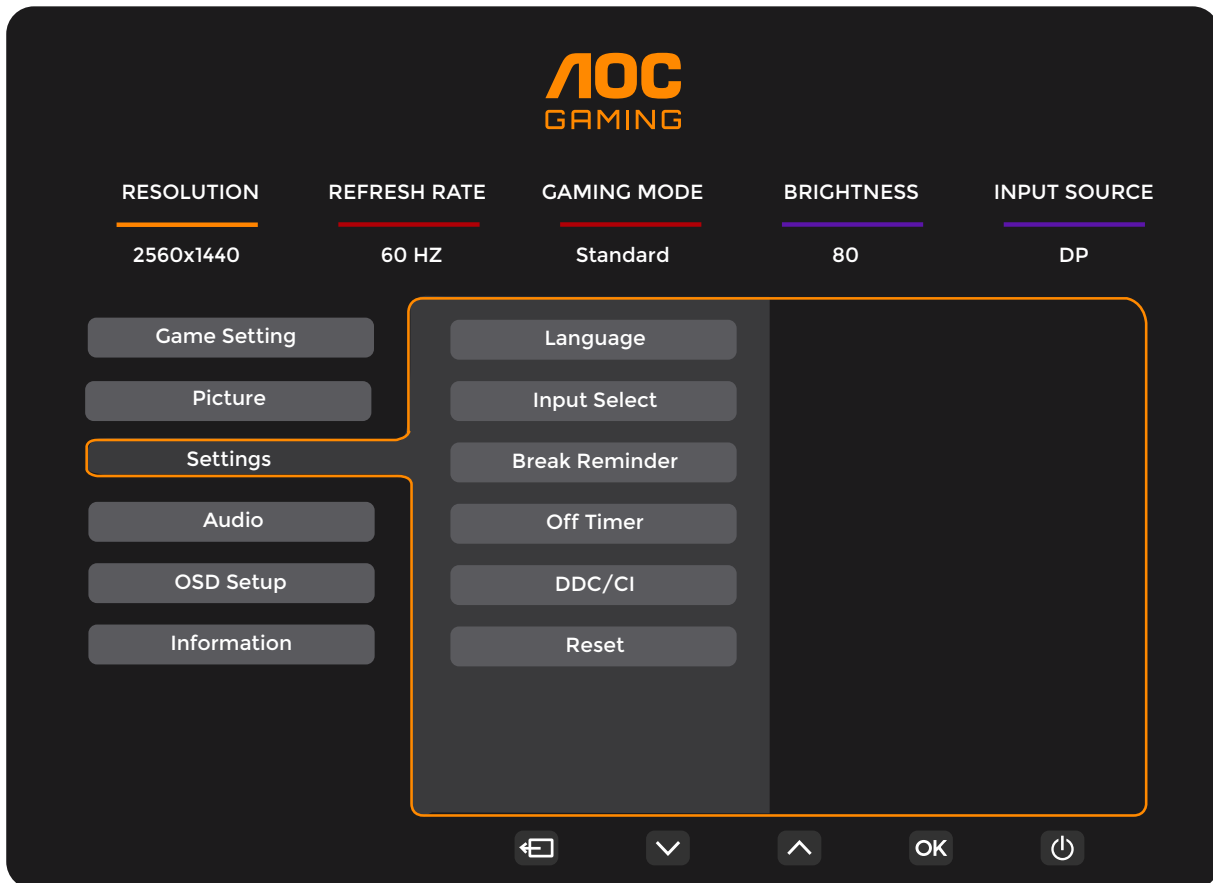 AOC
GAMING
RESOLUTION REFRESH RATE GAMING MODE BRIGHTNESS INPUT SOURCE
2560x1440 60 HZ Standard 80 DP
Game Setting
Picture
Settings
Audio
OSD Setup
Information
Language
Input Select
Break Reminder
Off Timer
DDC/CI
Reset
OK